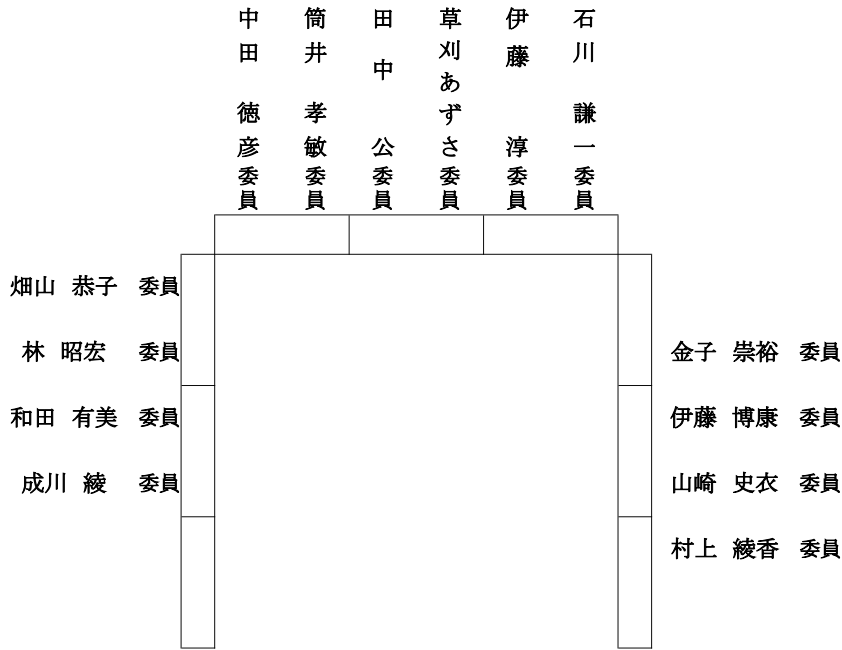 中田 徳彦委員
筒井 孝敏委員
田中 公委員
草刈あずさ委員
伊藤 淳委員
石川 謙一委員
畑山 恭子 委員
林 昭宏 委員
和田 有美 委員
成川 綾 委員
金子 崇裕 委員
伊藤 博康 委員
山崎 史衣 委員
村上 綾香 委員